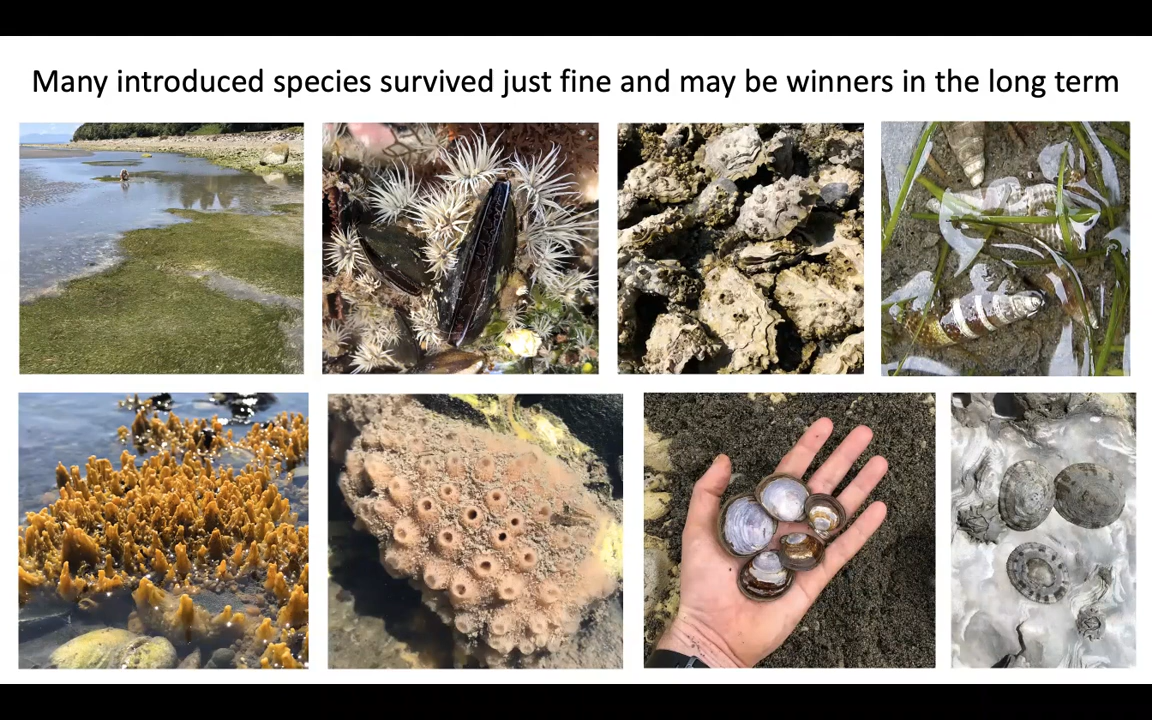 Many introduced species survived just fine and may be winners in the long term